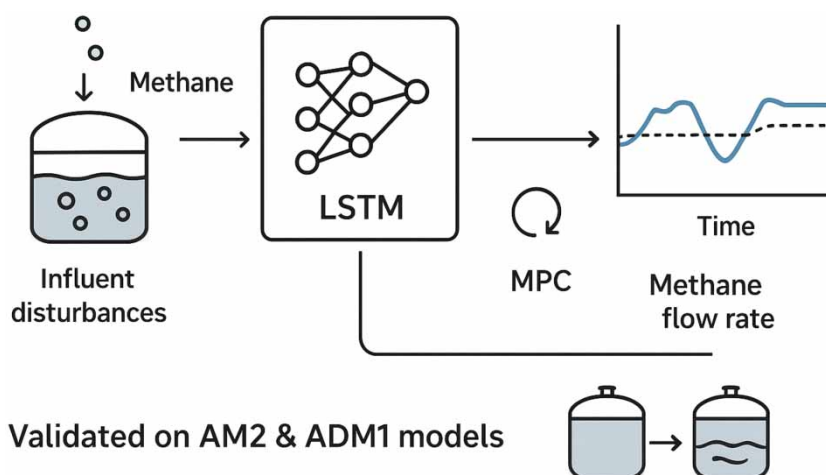 Methane
LSTM
Influent
disturbances
MPC
Time
Methane
flow rate
Validated on AM2 & ADM1 models